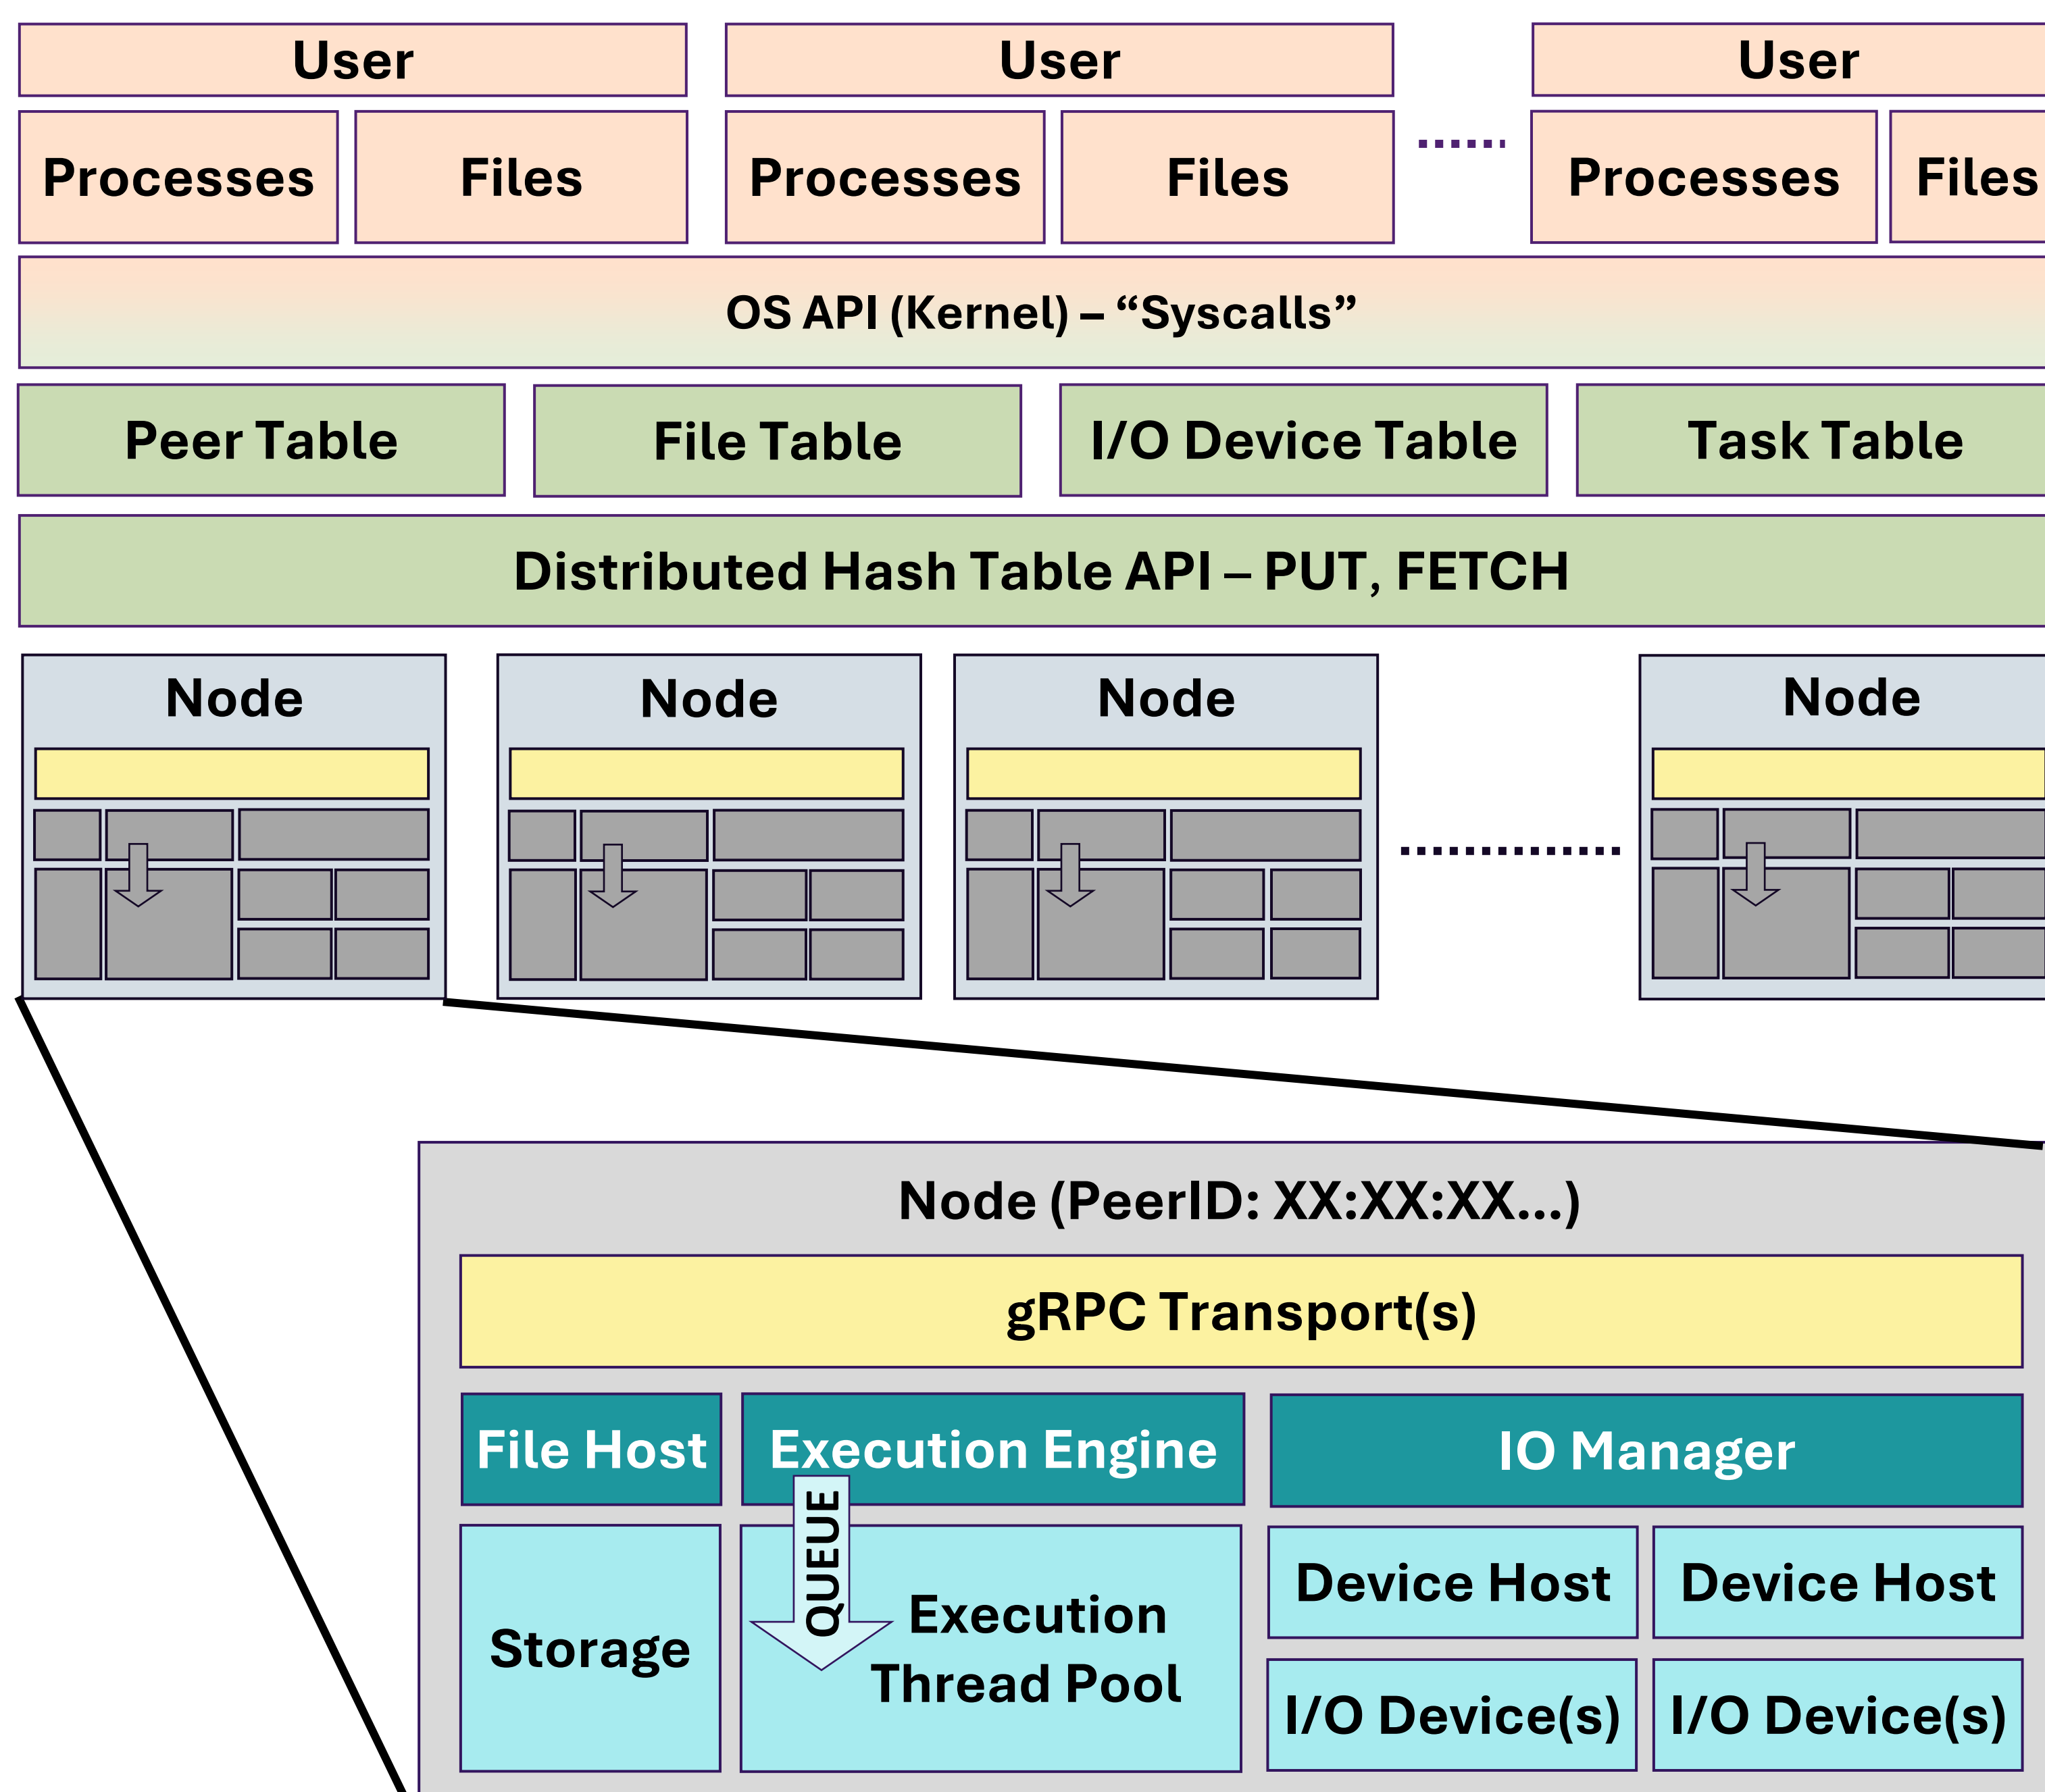 User
User
User
Processes
Files
Processes
Files
Processes
Files
OS API (Kernel) – “Syscalls”
Peer Table
File Table
I/O Device Table
Task Table
Distributed Hash Table API – PUT, FETCH
Node
Node
Node
Node
Node (PeerID: XX:XX:XX...)
gRPC Transport(s)
File Host
Execution Engine
IO Manager
QUEUE
Storage
Execution
Thread Pool
Device Host
Device Host
I/O Device(s)
I/O Device(s)